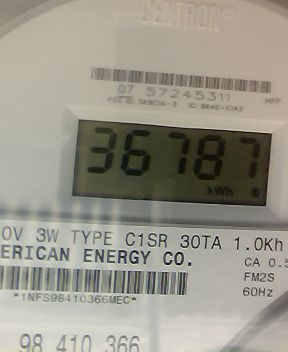 CENTRON®
07 57245311
36787
kWh
0V 3W TYPE C1SR 30TA 1.0Kh
ERICAN ENERGY CO.
CA 0.5
FM2S
60Hz
*1NFS98410366MEC*
98 410 366